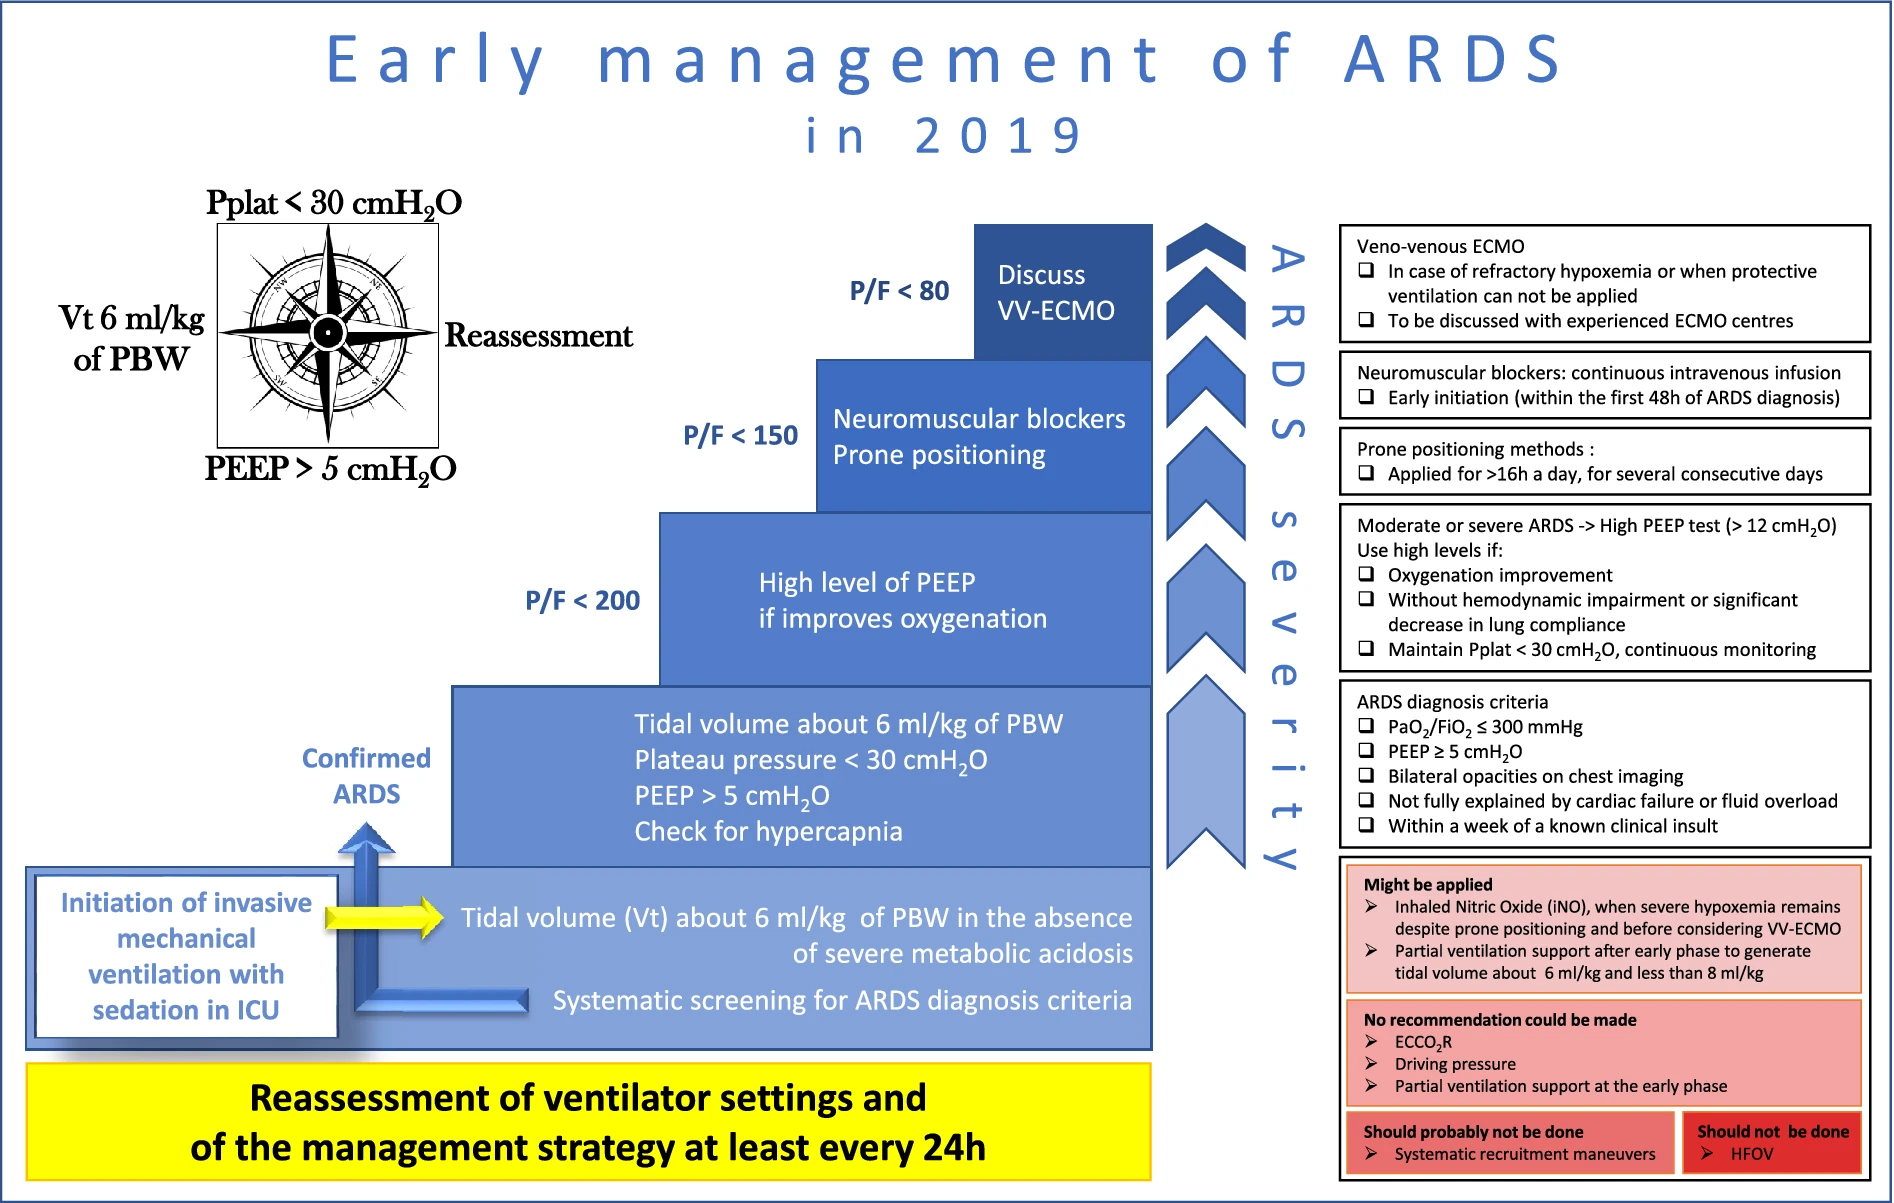 Early management of ARDS
in 2019
Pplat < 30 cmH₂O
Vt 6 ml/kg
of PBW
NW
NE
SW
SE
Reassessment
PEEP > 5 cmH₂O
P/F < 80
Discuss
VV-ECMO
P/F < 150
Neuromuscular blockers
Prone positioning
P/F < 200
High level of PEEP
if improves oxygenation
Confirmed
ARDS
Tidal volume about 6 ml/kg of PBW
Plateau pressure < 30 cmH₂O
PEEP > 5 cmH₂O
Check for hypercapnia
Initiation of invasive
mechanical
ventilation with
sedation in ICU
Tidal volume (Vt) about 6 ml/kg of PBW in the absence
of severe metabolic acidosis
Systematic screening for ARDS diagnosis criteria
Reassessment of ventilator settings and
of the management strategy at least every 24h
ARDS severity
Veno-venous ECMO
❑ In case of refractory hypoxemia or when protective
ventilation can not be applied
❑ To be discussed with experienced ECMO centres
Neuromuscular blockers: continuous intravenous infusion
❑ Early initiation (within the first 48h of ARDS diagnosis)
Prone positioning methods :
❑ Applied for >16h a day, for several consecutive days
Moderate or severe ARDS -> High PEEP test (> 12 cmH₂O)
Use high levels if:
❑ Oxygenation improvement
❑ Without hemodynamic impairment or significant
decrease in lung compliance
❑ Maintain Pplat < 30 cmH₂O, continuous monitoring
ARDS diagnosis criteria
❑ PaO₂/FiO₂ ≤ 300 mmHg
❑ PEEP ≥ 5 cmH₂O
❑ Bilateral opacities on chest imaging
❑ Not fully explained by cardiac failure or fluid overload
❑ Within a week of a known clinical insult
Might be applied
➢ Inhaled Nitric Oxide (iNO), when severe hypoxemia remains
despite prone positioning and before considering VV-ECMO
➢ Partial ventilation support after early phase to generate
tidal volume about 6 ml/kg and less than 8 ml/kg
No recommendation could be made
➢ ECCO₂R
➢ Driving pressure
➢ Partial ventilation support at the early phase
Should probably not be done
➢ Systematic recruitment maneuvers
Should not be done
➢ HFOV